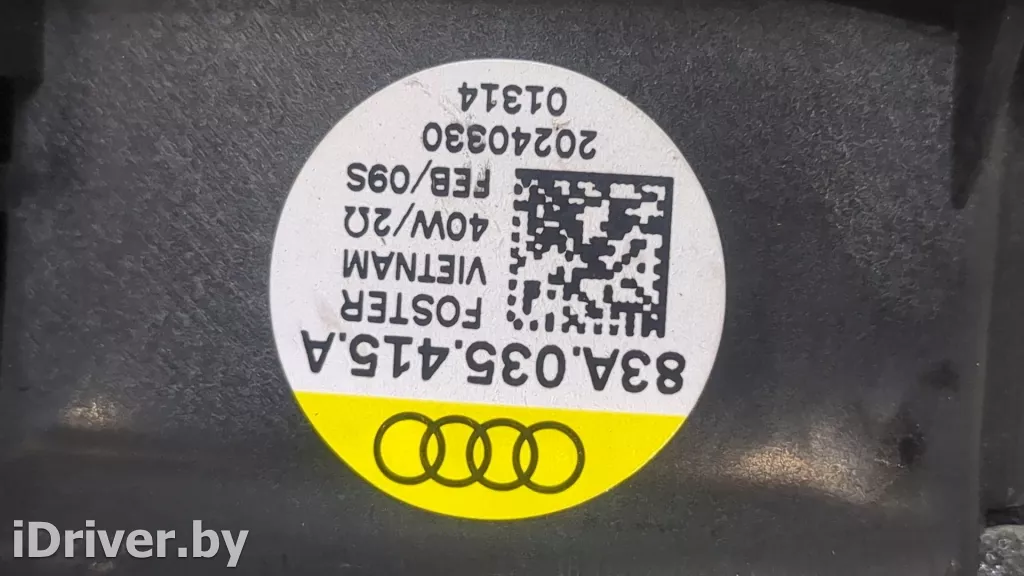 83A.035.415.A
FOSTER
VIETNAM
40W/2Ω
FEB/09S
20240330
01314
iDriver.by